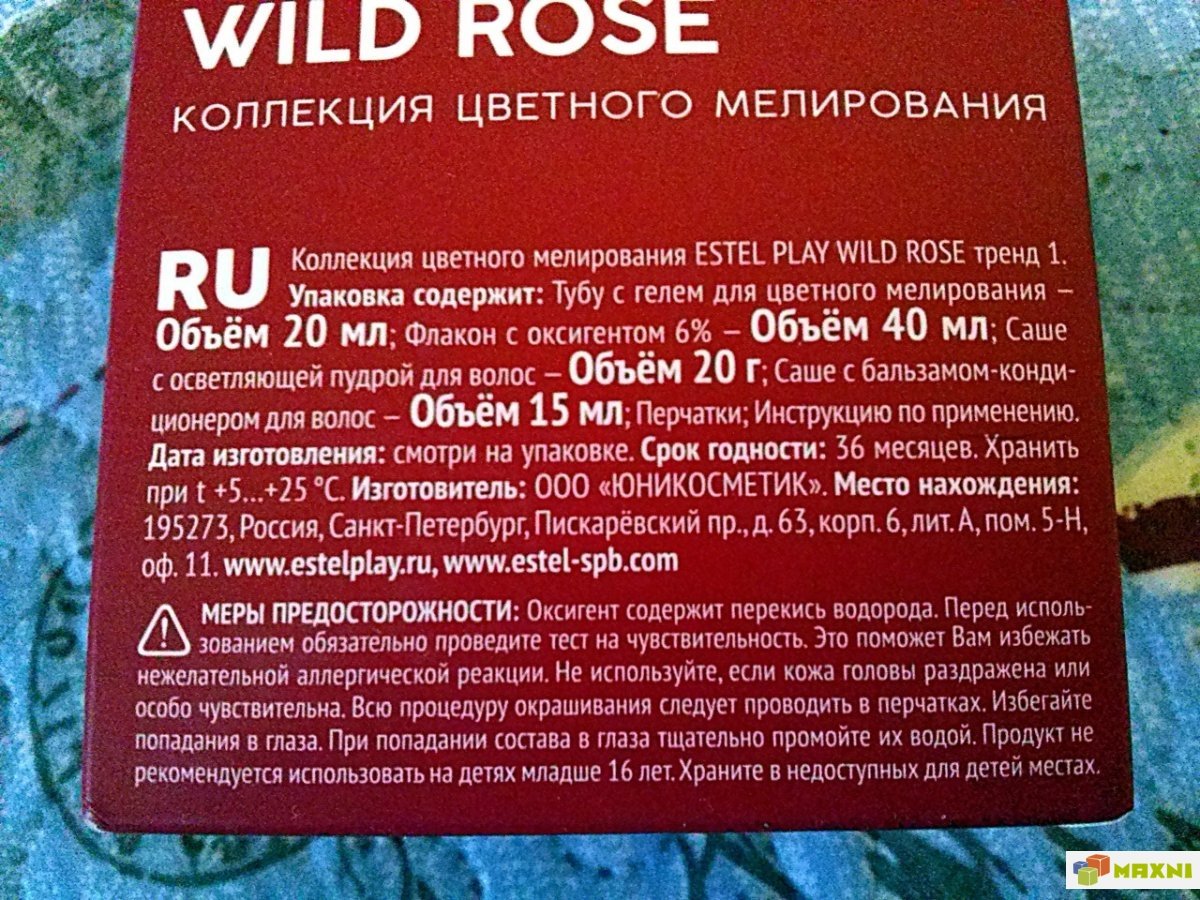 WILD ROSE
КОЛЛЕКЦИЯ ЦВЕТНОГО МЕЛИРОВАНИЯ
RU Коллекция цветного мелирования ESTEL PLAY WILD ROSE тренд 1.
Упаковка содержит: Тубу с гелем для цветного мелирования –
Объём 20 мл; Флакон с оксигентом 6% – Объём 40 мл; Саше
с осветляющей пудрой для волос – Объём 20 г; Саше с бальзамом-конди-
ционером для волос – Объём 15 мл; Перчатки; Инструкцию по применению.
Дата изготовления: смотри на упаковке. Срок годности: 36 месяцев. Хранить
при t +5...+25 °C. Изготовитель: ООО «ЮНИКОСМЕТИК». Место нахождения:
195273, Россия, Санкт-Петербург, Пискарёвский пр., д. 63, корп. 6, лит. А, пом. 5-Н,
оф. 11. www.estelplay.ru, www.estel-spb.com
МЕРЫ ПРЕДОСТОРОЖНОСТИ: Оксигент содержит перекись водорода. Перед исполь-
зованием обязательно проведите тест на чувствительность. Это поможет Вам избежать
нежелательной аллергической реакции. Не используйте, если кожа головы раздражена или
особо чувствительна. Всю процедуру окрашивания следует проводить в перчатках. Избегайте
попадания в глаза. При попадании состава в глаза тщательно промойте их водой. Продукт не
рекомендуется использовать на детях младше 16 лет. Храните в недоступных для детей местах.
MAXNI